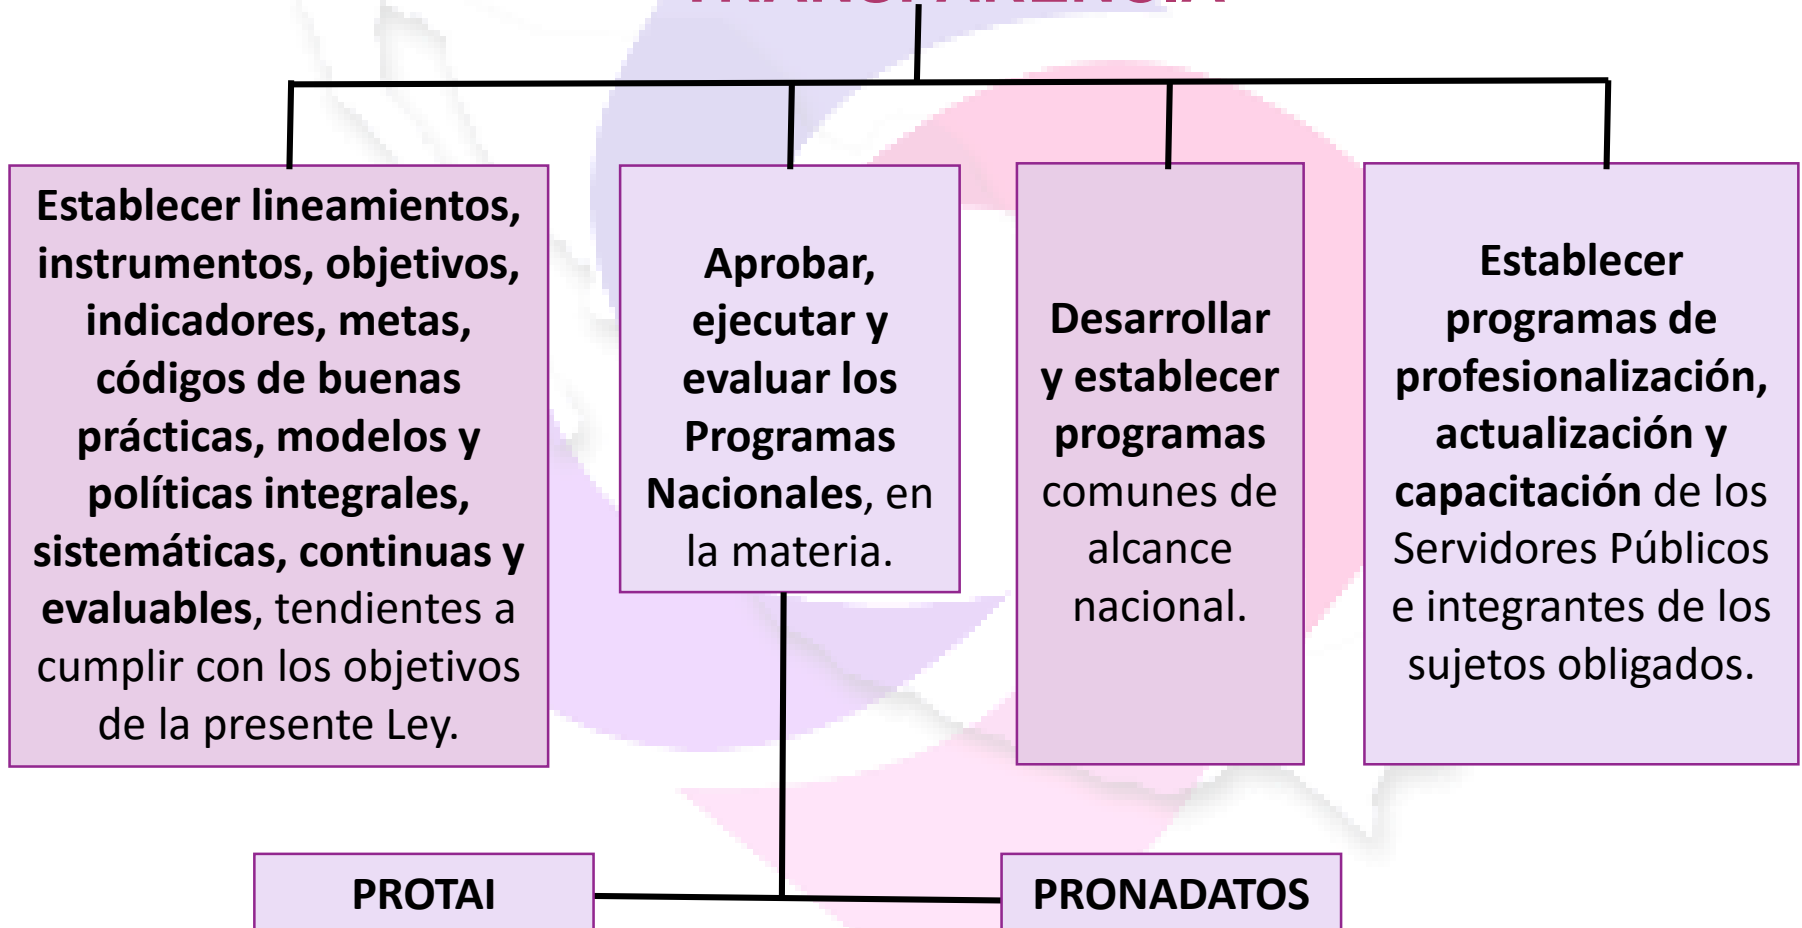 TRANSPARENCIA
Establecer lineamientos,
instrumentos, objetivos,
indicadores, metas,
códigos de buenas
prácticas, modelos y
políticas integrales,
sistemáticas, continuas y
evaluables, tendientes a
cumplir con los objetivos
de la presente Ley.
Aprobar,
ejecutar y
evaluar los
Programas
Nacionales, en
la materia.
Desarrollar
y establecer
programas
comunes de
alcance
nacional.
Establecer
programas de
profesionalización,
actualización y
capacitación de los
Servidores Públicos
e integrantes de los
sujetos obligados.
PROTAI
PRONADATOS